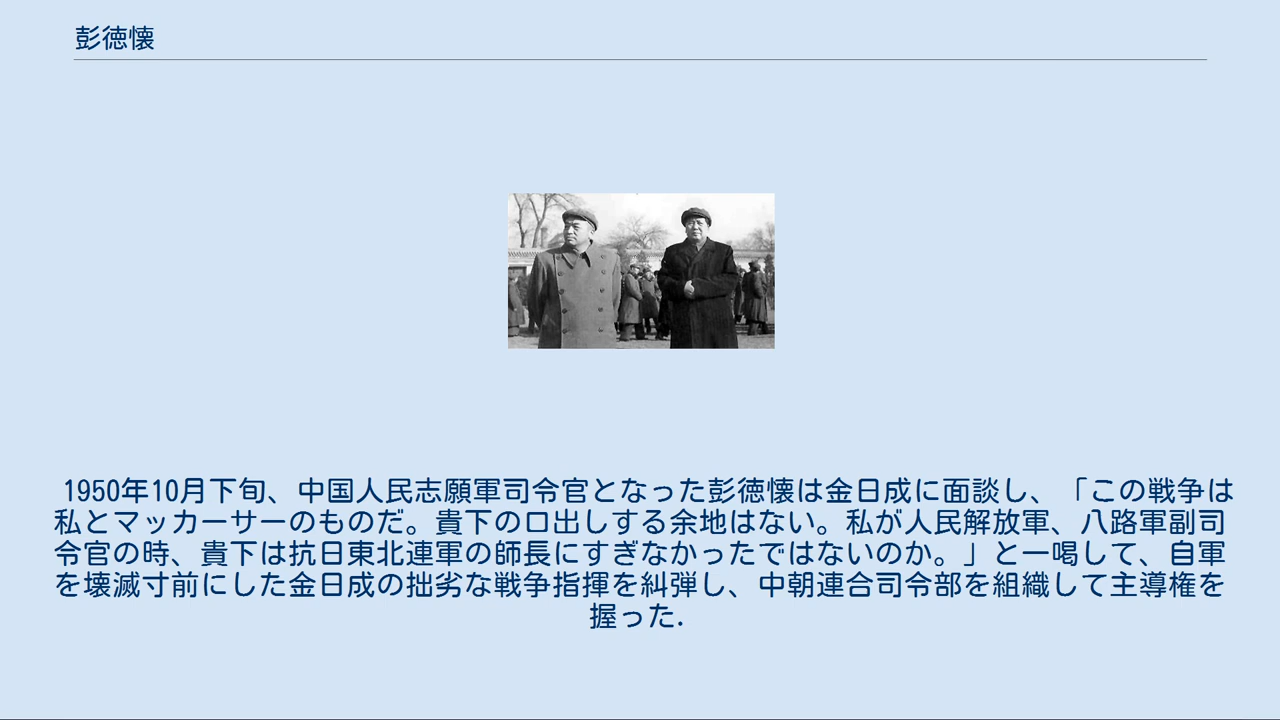 彭徳懐
1950年10月下旬、中国人民志願軍司令官となった彭徳懐は金日成に面談し、「この戦争は
私とマッカーサーのものだ。貴下の口出しする余地はない。私が人民解放軍、八路軍副司
令官の時、貴下は抗日東北連軍の師長にすぎなかったではないのか。」と一喝して、自軍
を壊滅寸前にした金日成の拙劣な戦争指揮を糾弾し、中朝連合司令部を組織して主導権を
握った.